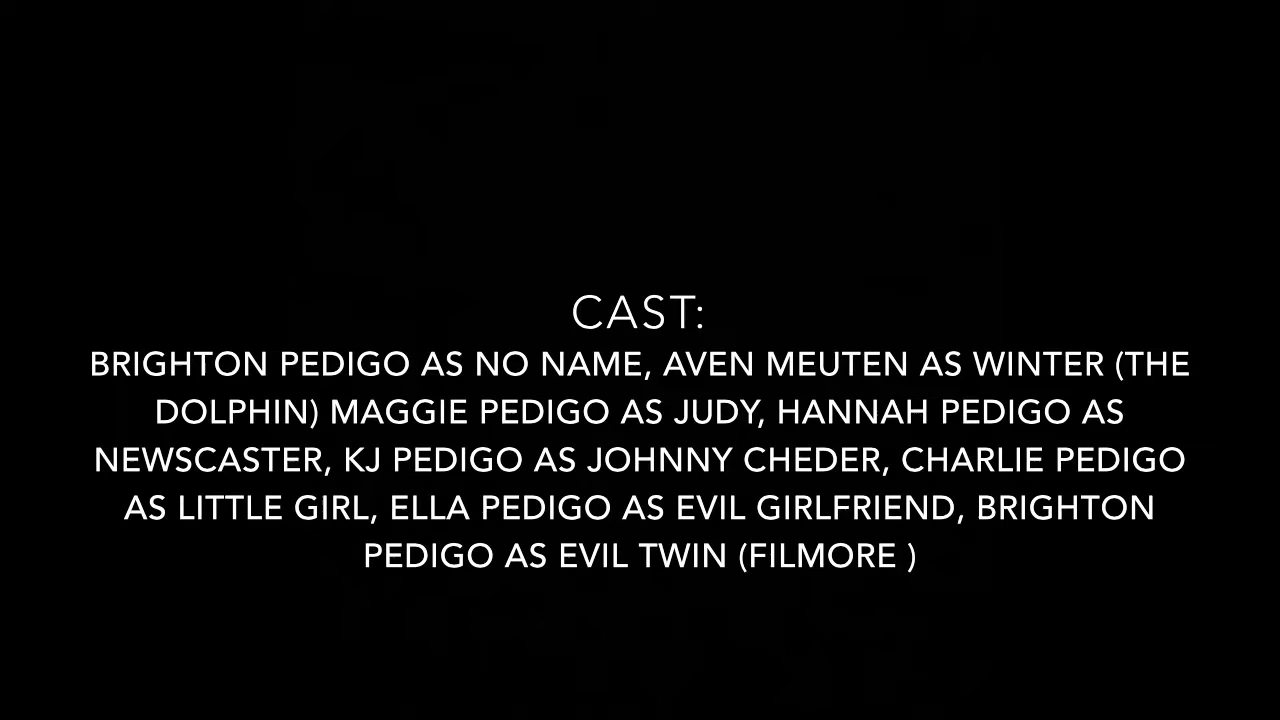 CAST:
BRIGHTON PEDIGO AS NO NAME, AVEN MEUTEN AS WINTER (THE
DOLPHIN) MAGGIE PEDIGO AS JUDY, HANNAH PEDIGO AS
NEWSCASTER, KJ PEDIGO AS JOHNNY CHEDER, CHARLIE PEDIGO
AS LITTLE GIRL, ELLA PEDIGO AS EVIL GIRLFRIEND, BRIGHTON
PEDIGO AS EVIL TWIN (FILMORE )